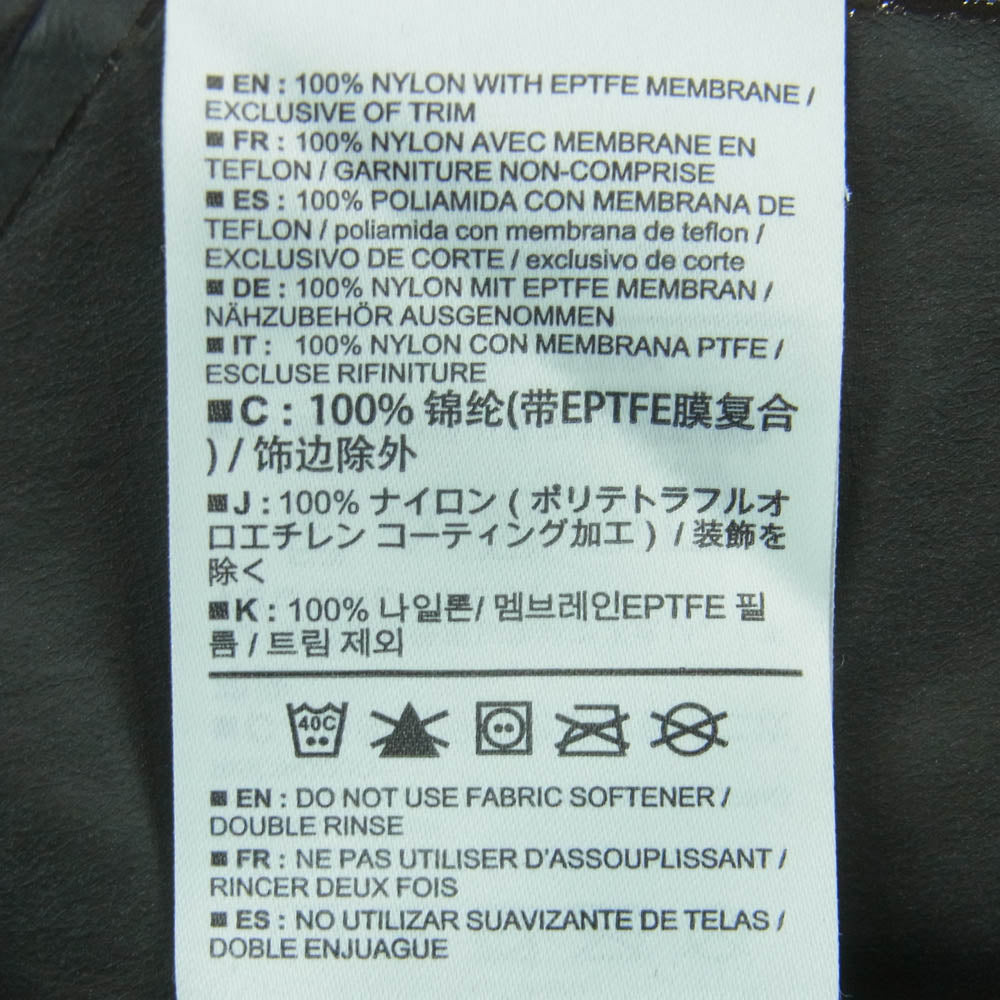 EN : 100% NYLON WITH EPTFE MEMBRANE /
EXCLUSIVE OF TRIM
FR : 100% NYLON AVEC MEMBRANE EN
TEFLON / GARNITURE NON-COMPRISE
ES : 100% POLIAMIDA CON MEMBRANA DE
TEFLON / poliamida con membrana de teflon /
EXCLUSIVO DE CORTE / exclusivo de corte
DE : 100% NYLON MIT EPTFE MEMBRAN /
NÄHZUBEHÖR AUSGENOMMEN
IT : 100% NYLON CON MEMBRANA PTFE /
ESCLUSE RIFINITURE
C : 100% 锦纶(带EPTFE膜复合
) / 饰边除外
J : 100% ナイロン ( ポリテトラフルオ
ロエチレン コーティング加工 ) / 装飾を
除く
K : 100% 나일론/ 멤브레인EPTFE 필
름 / 트림 제외
40C
EN : DO NOT USE FABRIC SOFTENER /
DOUBLE RINSE
FR : NE PAS UTILISER D'ASSOUPLISSANT /
RINCER DEUX FOIS
ES : NO UTILIZAR SUAVIZANTE DE TELAS /
DOBLE ENJUAGUE